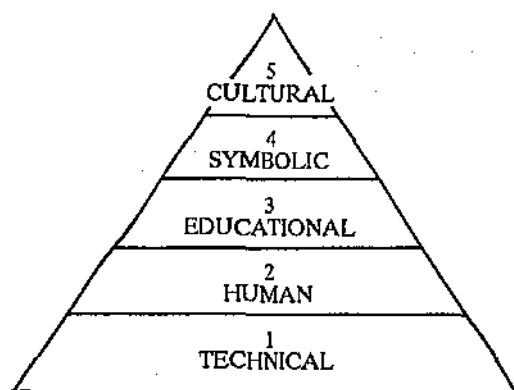 5
CULTURAL
4
SYMBOLIC
3
EDUCATIONAL
2
HUMAN
1
TECHNICAL